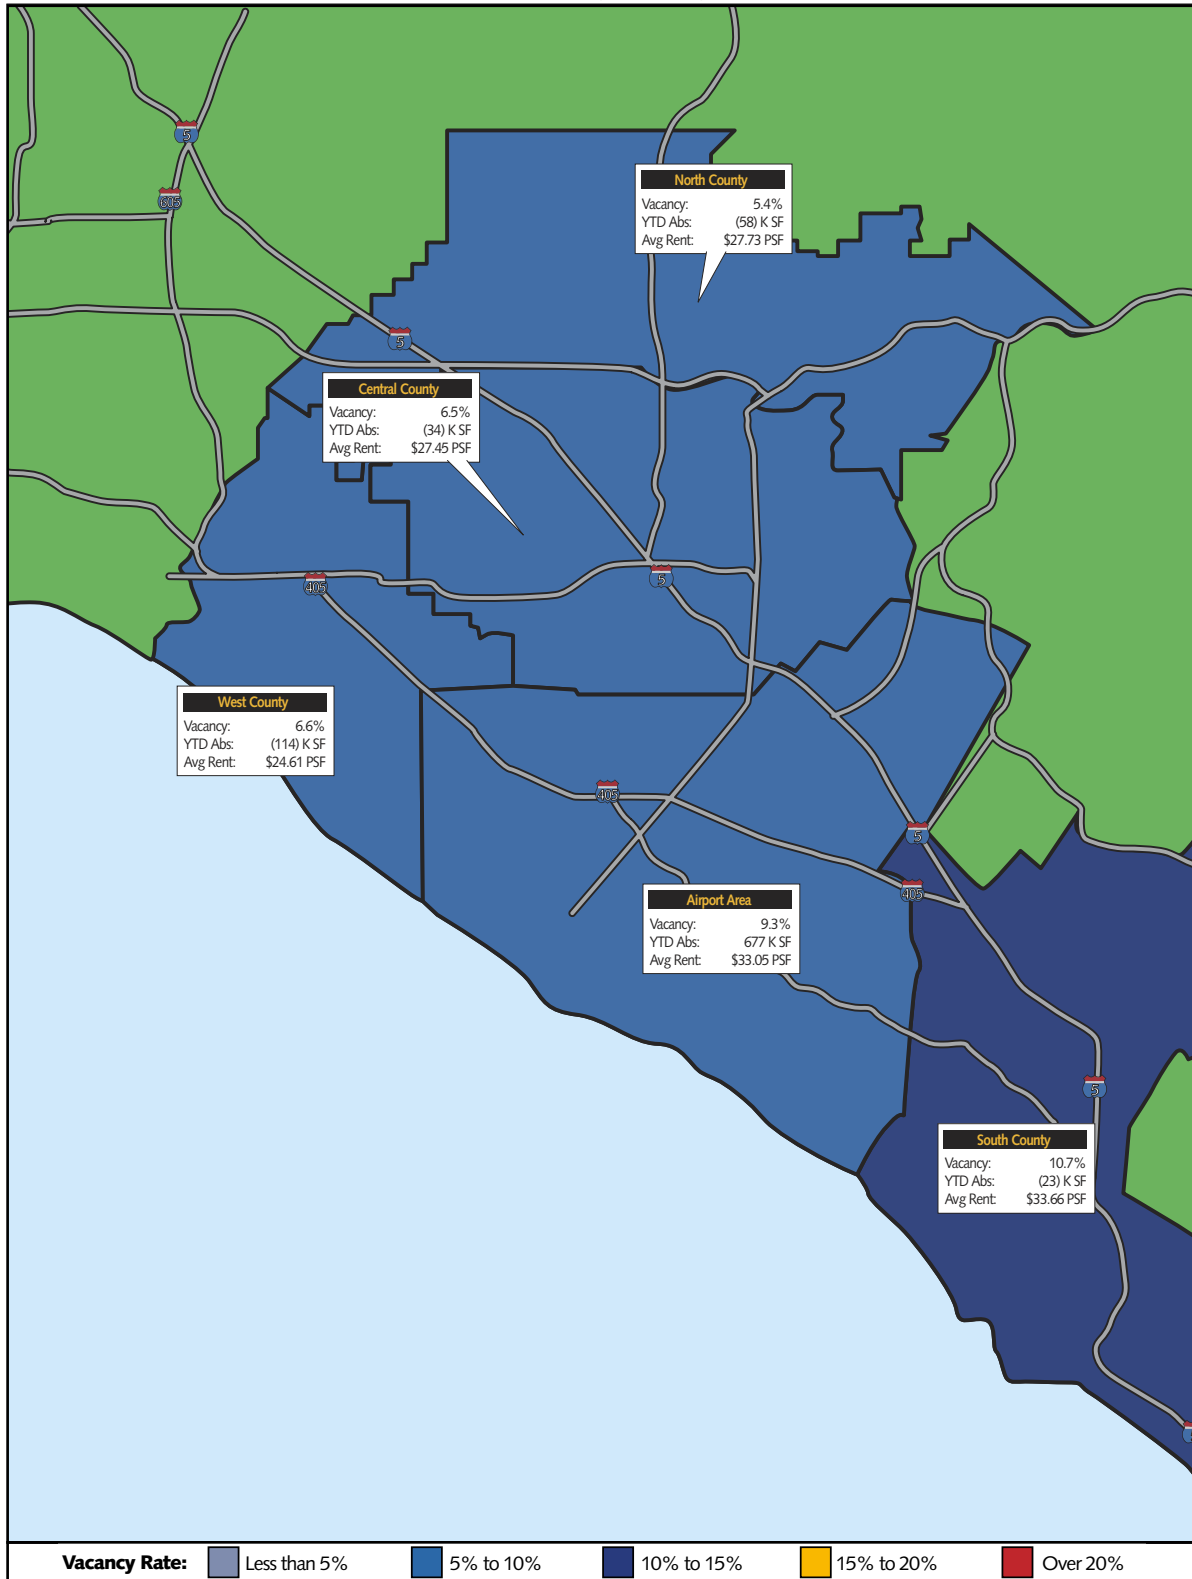 5
605
North County
Vacancy: 5.4%
YTD Abs: (58) K SF
Avg Rent: $27.73 PSF
5
Central County
Vacancy: 6.5%
YTD Abs: (34) K SF
Avg Rent: $27.45 PSF
405
5
West County
Vacancy: 6.6%
YTD Abs: (114) K SF
Avg Rent: $24.61 PSF
405
5
405
Airport Area
Vacancy: 9.3%
YTD Abs: 677 K SF
Avg Rent: $33.05 PSF
5
South County
Vacancy: 10.7%
YTD Abs: (23) K SF
Avg Rent: $33.66 PSF
Vacancy Rate: Less than 5% 5% to 10% 10% to 15% 15% to 20% Over 20%